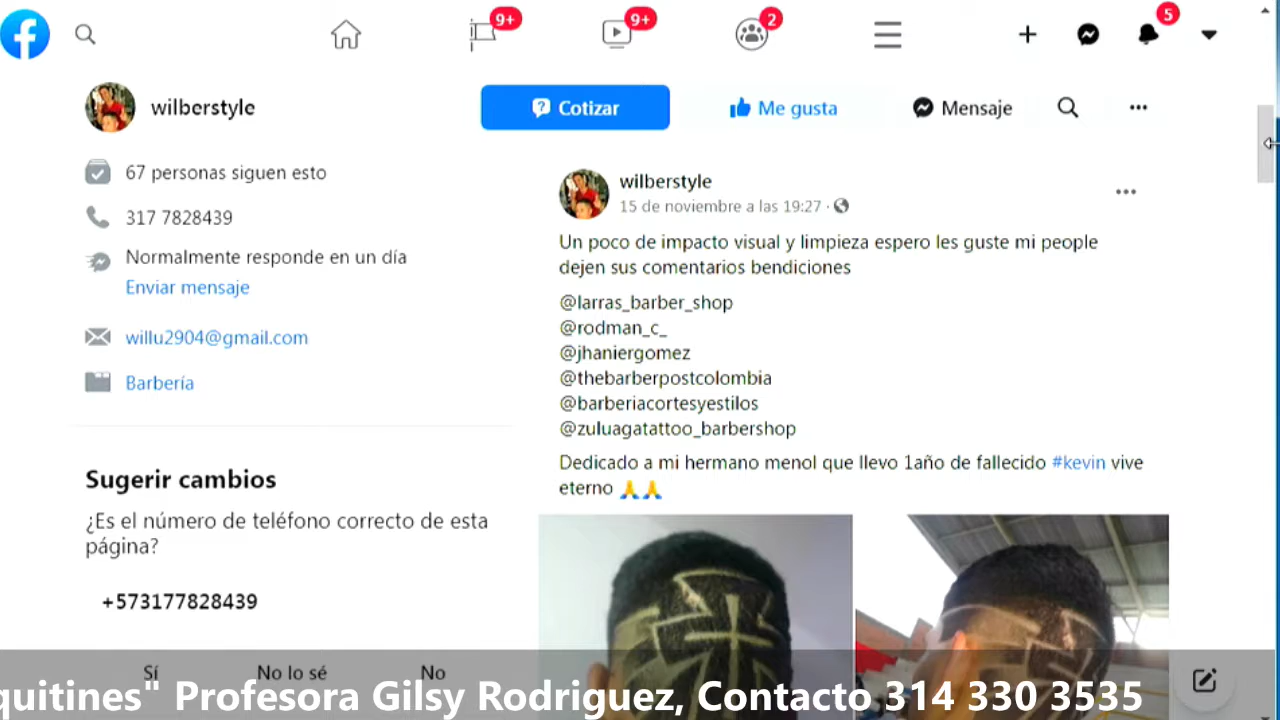 9+
9+
2
5
wilberstyle
Cotizar
Me gusta
Mensaje
67 personas siguen esto
317 7828439
Normalmente responde en un día
Enviar mensaje
willu2904@gmail.com
Barbería
Sugerir cambios
¿Es el número de teléfono correcto de esta
página?
+573177828439
Sí No lo sé No
wilberstyle
15 de noviembre a las 19:27 ·
Un poco de impacto visual y limpieza espero les guste mi people
dejen sus comentarios bendiciones
@larras_barber_shop
@rodman_c_
@jhaniergomez
@thebarberpostcolombia
@barberiacortesyestilos
@zuluagatattoo_barbershop
Dedicado a mi hermano menol que llevo 1año de fallecido #kevin vive
eterno 🙏🙏
quitines" Profesora Gilsy Rodriguez, Contacto 314 330 3535